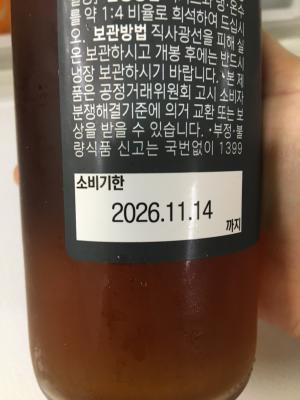 를 약 1:4 비율로 희석하여 드십시
오. 보관방법 직사광선을 피해 실
온 보관하시고 개봉 후에는 반드시
냉장 보관하시기 바랍니다. ·본 제
품은 공정거래위원회 고시 소비자
분쟁해결기준에 의거 교환 또는 보
상을 받을 수 있습니다. ·부정·불
량식품 신고는 국번없이 1399
소비기한
2026.11.14
까지